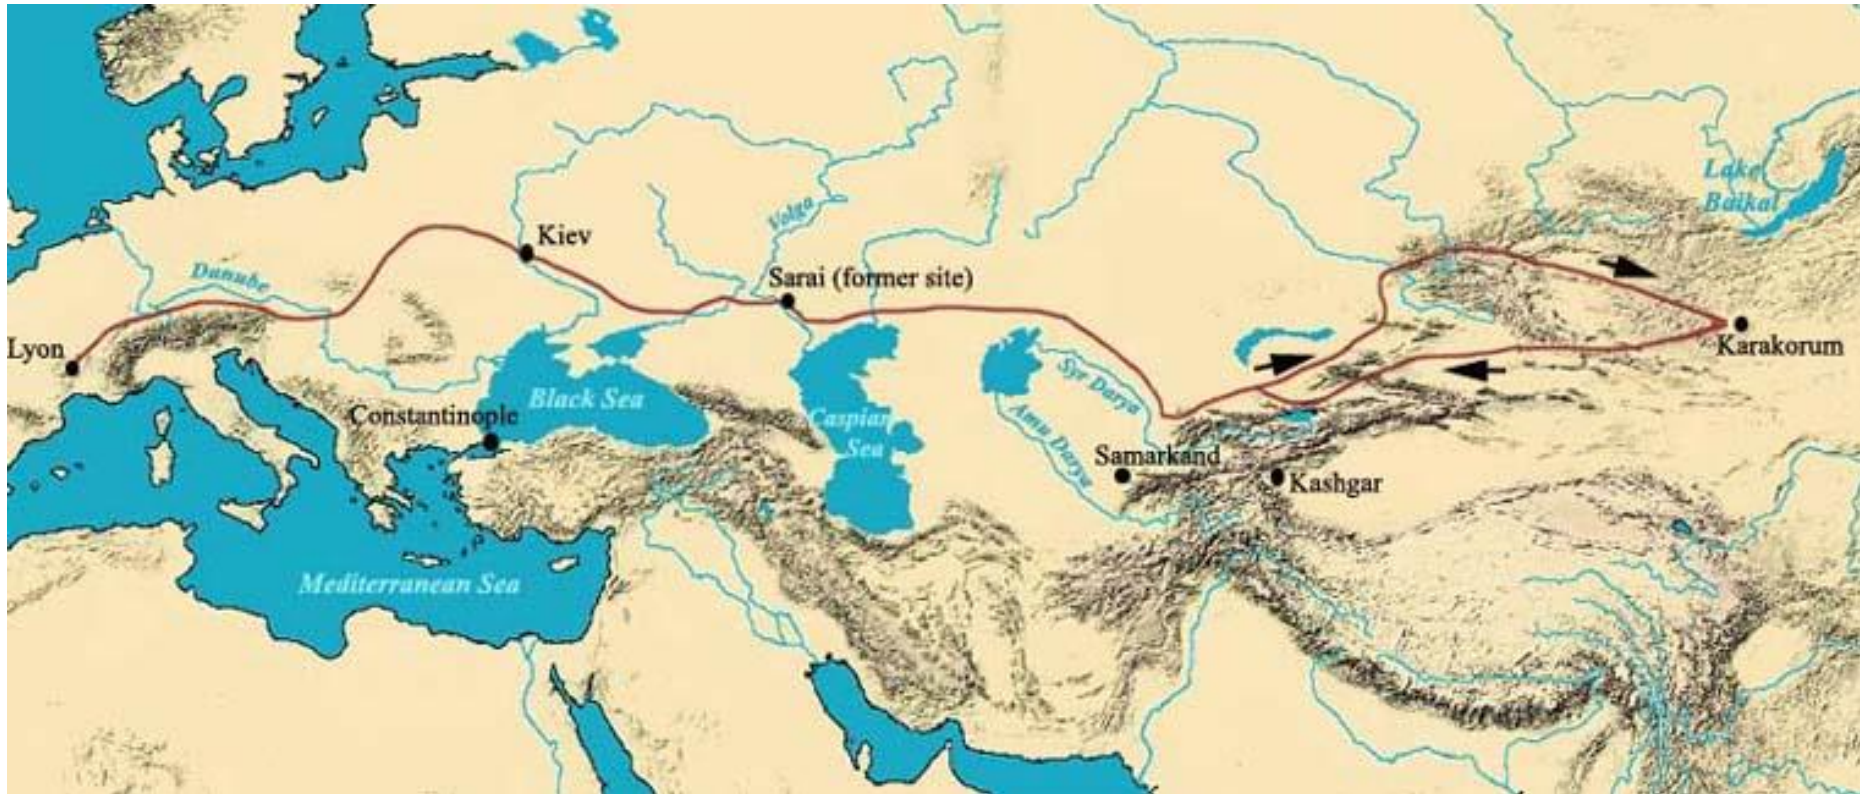 Lake
Baikal
Volga
Kiev
Danube
Sarai (former site)
Lyon
Karakorum
Syr Darya
Black Sea
Constantinople
Caspian
Sea
Amu Darya
Samarkand
Kashgar
Mediterranean Sea